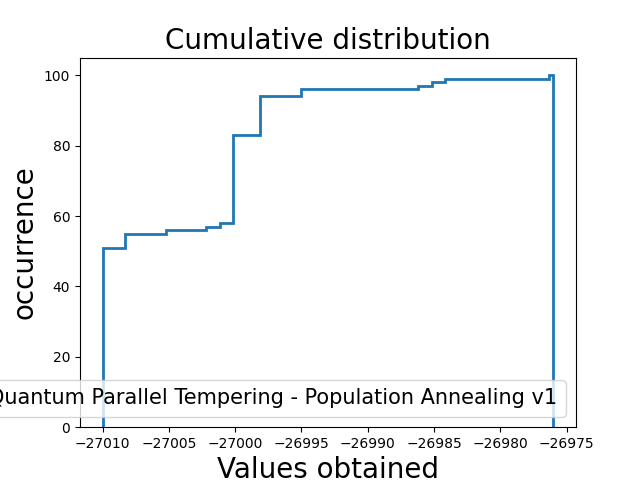 Cumulative distribution
100
80
60
40
20
0
occurrence
Quantum Parallel Tempering - Population Annealing v1
−27010 −27005 −27000 −26995 −26990 −26985 −26980 −26975
Values obtained